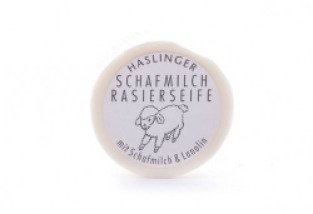 HASLINGER
SCHAFMILCH
RASIERSEIFE
mit Schafmilch & Lanolin